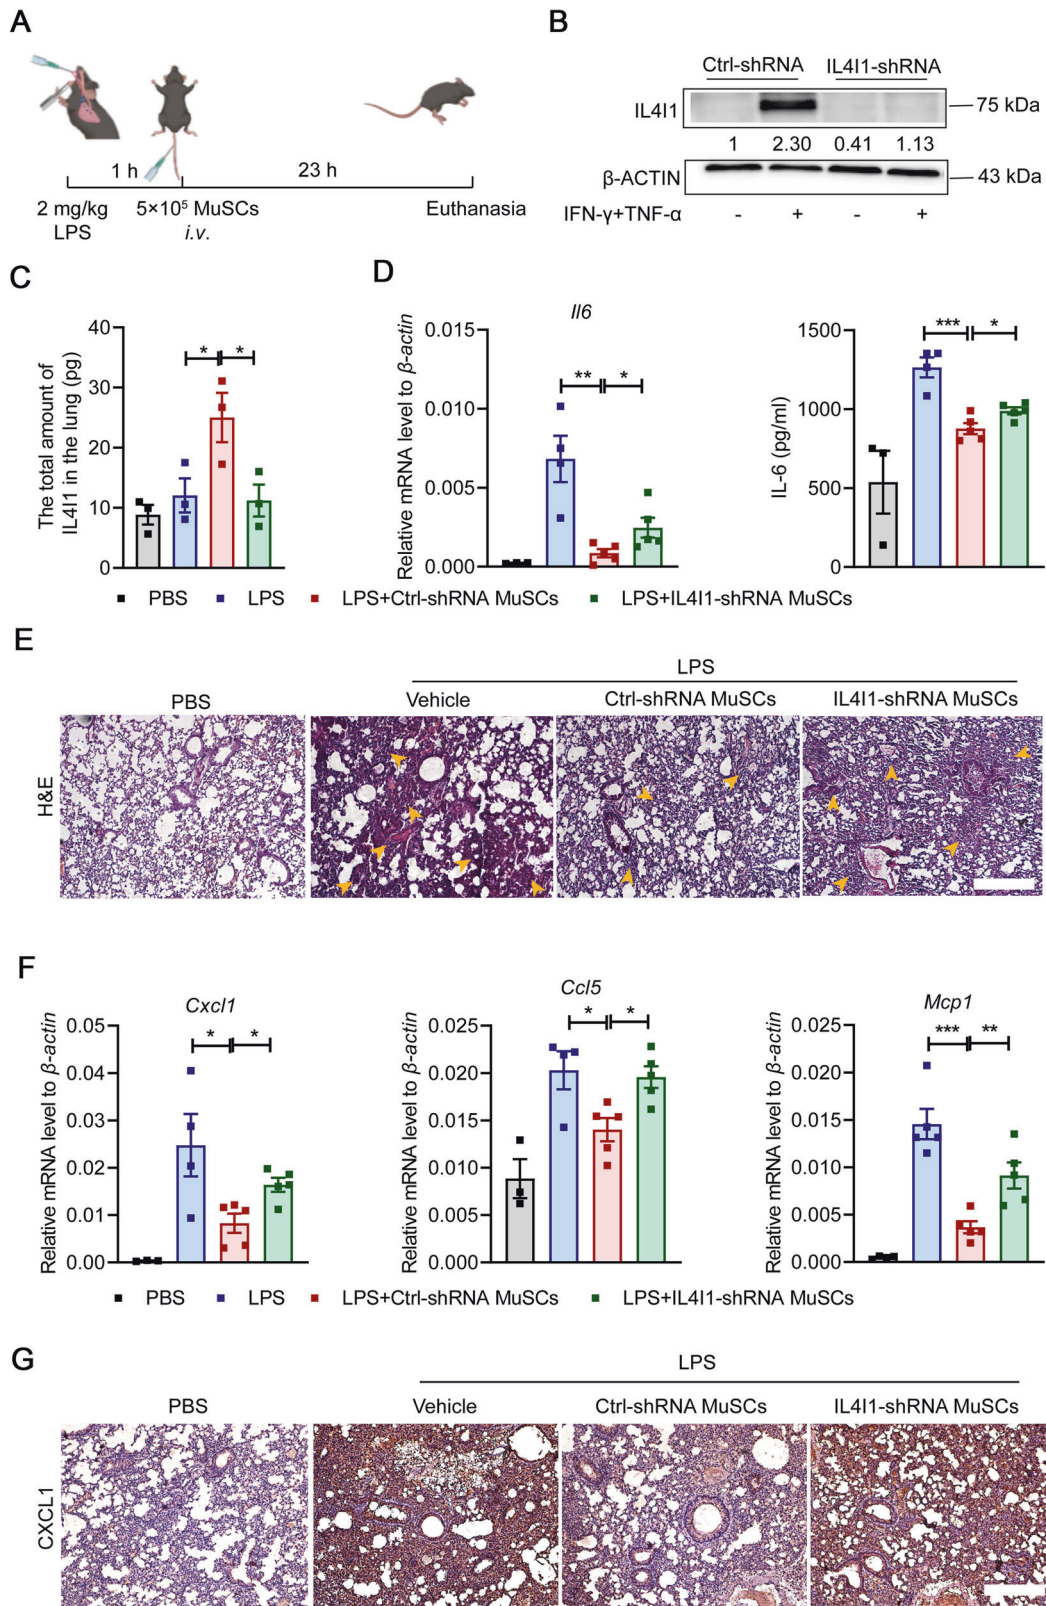 A
1 h
23 h
2 mg/kg
LPS
5×10⁵ MuSCs
i.v.
Euthanasia
B
Ctrl-shRNA
IL4I1-shRNA
IL4I1
75 kDa
1
2.30
0.41
1.13
β-ACTIN
43 kDa
IFN-γ+TNF-α
-
+
-
+
C
The total amount of
IL4I1 in the lung (pg)
40
30
20
10
0
*
*
D
Il6
Relative mRNA level to β-actin
0.015
0.010
0.005
0.000
**
*
IL-6 (pg/ml)
1500
1000
500
0
***
*
PBS
LPS
LPS+Ctrl-shRNA MuSCs
LPS+IL4I1-shRNA MuSCs
E
LPS
PBS
Vehicle
Ctrl-shRNA MuSCs
IL4I1-shRNA MuSCs
H&E
F
Cxcl1
Relative mRNA level to β-actin
0.05
0.04
0.03
0.02
0.01
0.00
*
*
Ccl5
Relative mRNA level to β-actin
0.025
0.020
0.015
0.010
0.005
0.000
*
*
Mcp1
Relative mRNA level to β-actin
0.025
0.020
0.015
0.010
0.005
0.000
***
**
PBS
LPS
LPS+Ctrl-shRNA MuSCs
LPS+IL4I1-shRNA MuSCs
G
LPS
PBS
Vehicle
Ctrl-shRNA MuSCs
IL4I1-shRNA MuSCs
CXCL1